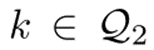 k ∈ 𝒬₂